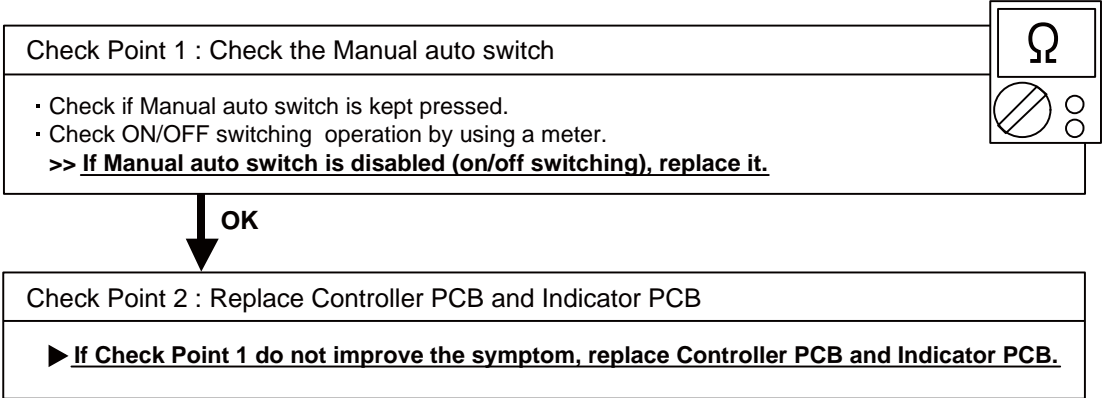 Check Point 1 : Check the Manual auto switch
Ω
・Check if Manual auto switch is kept pressed.
・Check ON/OFF switching operation by using a meter.
>> If Manual auto switch is disabled (on/off switching), replace it.
OK
Check Point 2 : Replace Controller PCB and Indicator PCB
▶If Check Point 1 do not improve the symptom, replace Controller PCB and Indicator PCB.